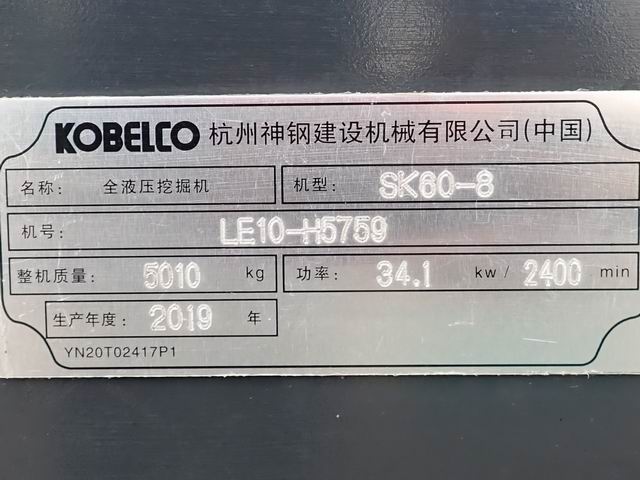 KOBELCO 杭州神钢建设机械有限公司(中国)
名称: 全液压挖掘机 机型: SK60-8
机号: LE10-H5759
整机质量: 5010 kg 功率: 34.1 kw/ 2400 min
生产年度: 2019 年
YN20T02417P1